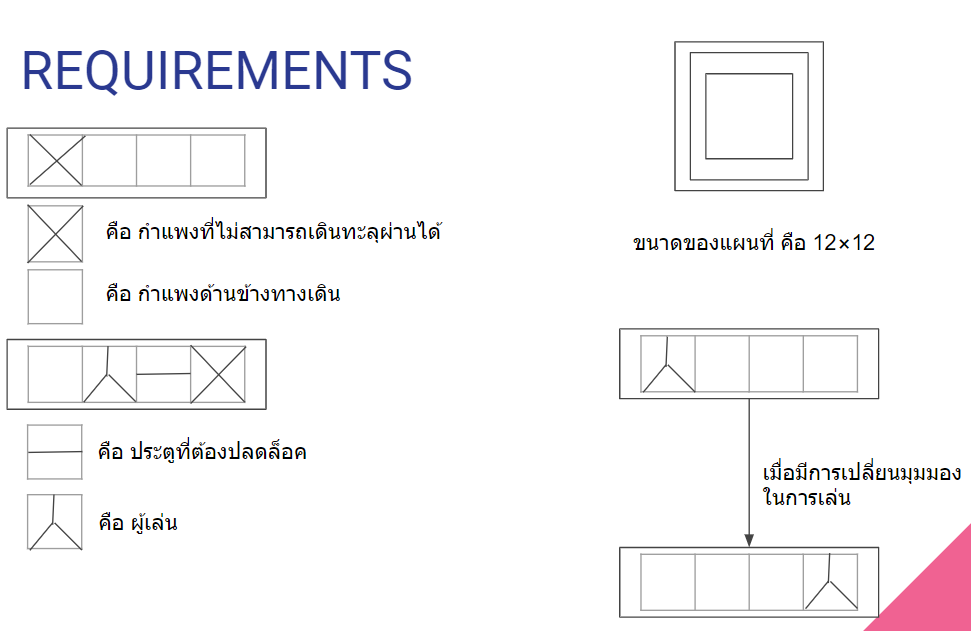 REQUIREMENTS
คือ กำแพงที่ไม่สามารถเดินทะลุผ่านได้
คือ กำแพงด้านข้างทางเดิน
คือ ประตูที่ต้องปลดล็อค
คือ ผู้เล่น
ขนาดของแผนที่ คือ 12×12
เมื่อมีการเปลี่ยนมุมมอง
ในการเล่น